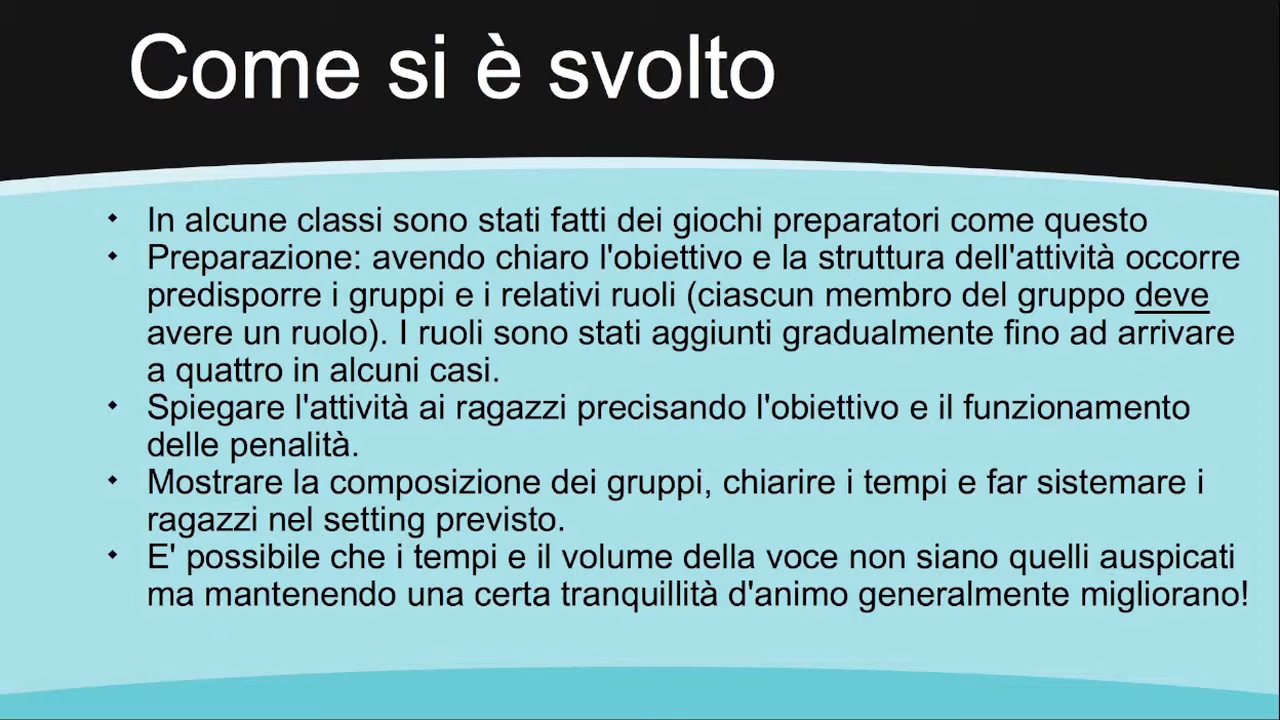 Come si è svolto
In alcune classi sono stati fatti dei giochi preparatori come questo
Preparazione: avendo chiaro l'obiettivo e la struttura dell'attività occorre
predisporre i gruppi e i relativi ruoli (ciascun membro del gruppo deve
avere un ruolo). I ruoli sono stati aggiunti gradualmente fino ad arrivare
a quattro in alcuni casi.
Spiegare l'attività ai ragazzi precisando l'obiettivo e il funzionamento
delle penalità.
Mostrare la composizione dei gruppi, chiarire i tempi e far sistemare i
ragazzi nel setting previsto.
E' possibile che i tempi e il volume della voce non siano quelli auspicati
ma mantenendo una certa tranquillità d'animo generalmente migliorano!